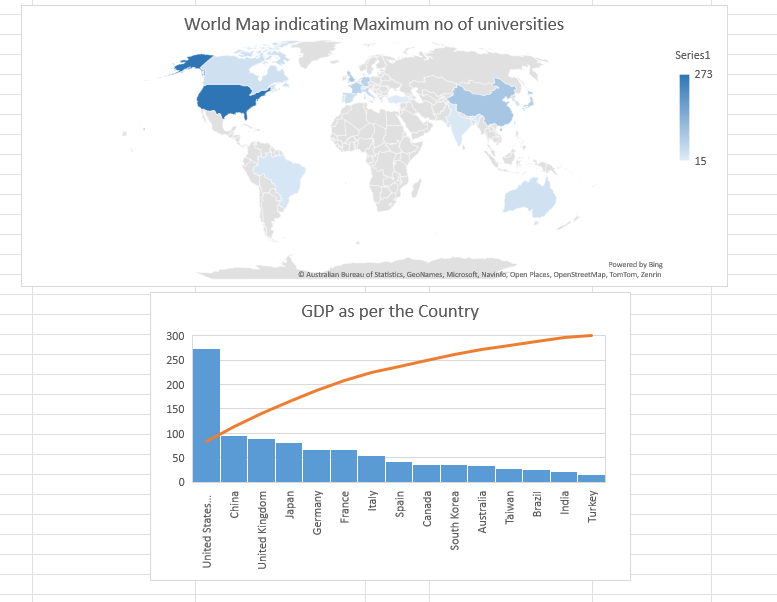 World Map indicating Maximum no of universities
Series1
273
15
Powered by Bing
© Australian Bureau of Statistics, GeoNames, Microsoft, Navinfo, Open Places, OpenStreetMap, TomTom, Zenrin
GDP as per the Country
300
250
200
150
100
50
0
United States...
China
United Kingdom
Japan
Germany
France
Italy
Spain
Canada
South Korea
Australia
Taiwan
Brazil
India
Turkey